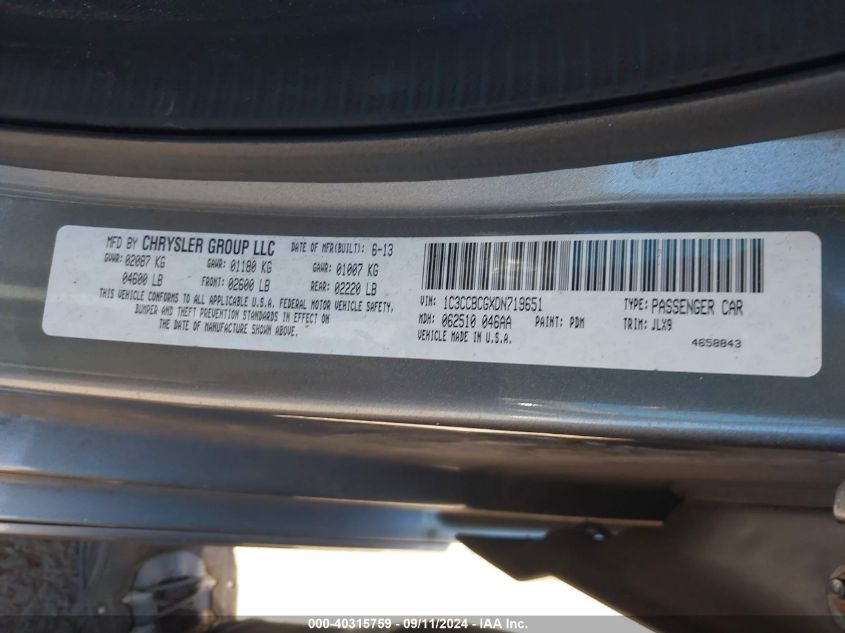 MFD BY CHRYSLER GROUP LLC DATE OF MFR(BUILT): 6-13
GVWR: 02087 KG GAWR: 01180 KG GAWR: 01007 KG
04600 LB FRONT: 02600 LB REAR: 02220 LB
THIS VEHICLE CONFORMS TO ALL APPLICABLE U.S.A. FEDERAL MOTOR VEHICLE SAFETY,
BUMPER AND THEFT PREVENTION STANDARDS IN EFFECT ON
THE DATE OF MANUFACTURE SHOWN ABOVE.
VIN: 1C3CCBCGXDN719651 TYPE: PASSENGER CAR
MDH: 062510 046AA PAINT: PDM TRIM: JLX9
VEHICLE MADE IN U.S.A. 4658843
000-40315759 - 09/11/2024 - IAA Inc.